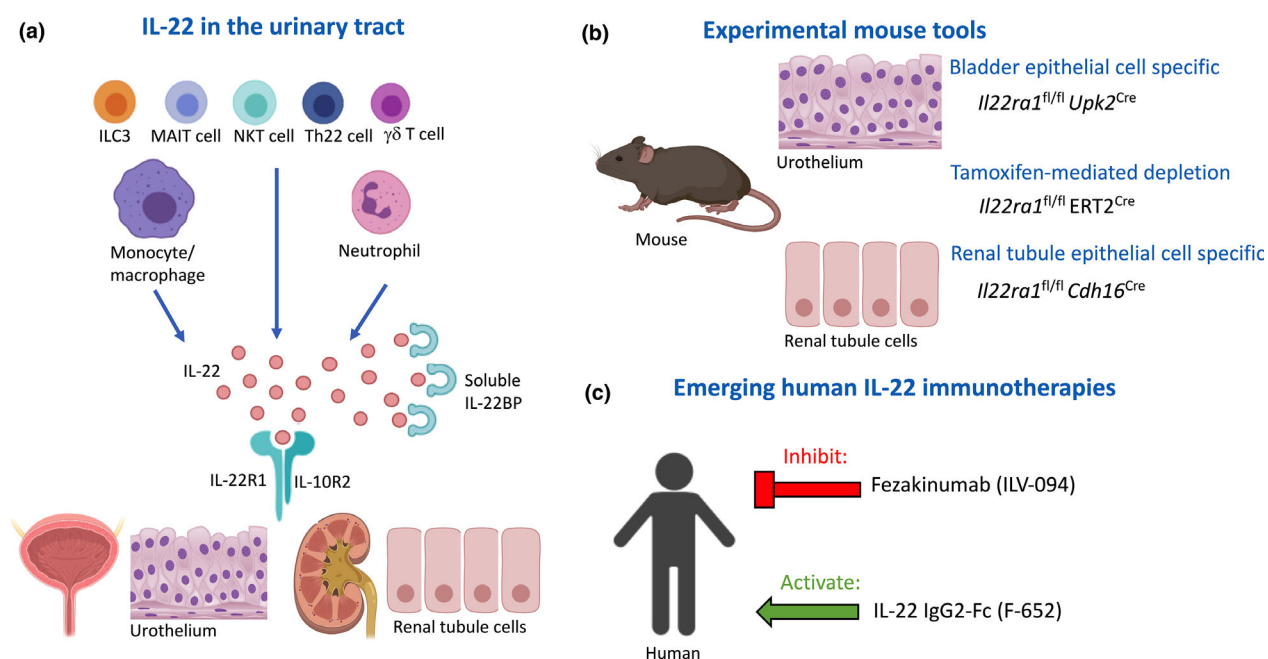 (a)
IL-22 in the urinary tract
ILC3
MAIT cell
NKT cell
Th22 cell
γδ T cell
Monocyte/
macrophage
Neutrophil
IL-22
Soluble
IL-22BP
IL-22R1
IL-10R2
Urothelium
Renal tubule cells
(b)
Experimental mouse tools
Mouse
Urothelium
Bladder epithelial cell specific
Il22ra1fl/fl Upk2Cre
Tamoxifen-mediated depletion
Il22ra1fl/fl ERT2Cre
Renal tubule epithelial cell specific
Il22ra1fl/fl Cdh16Cre
Renal tubule cells
(c)
Emerging human IL-22 immunotherapies
Human
Inhibit:
Fezakinumab (ILV-094)
Activate:
IL-22 IgG2-Fc (F-652)